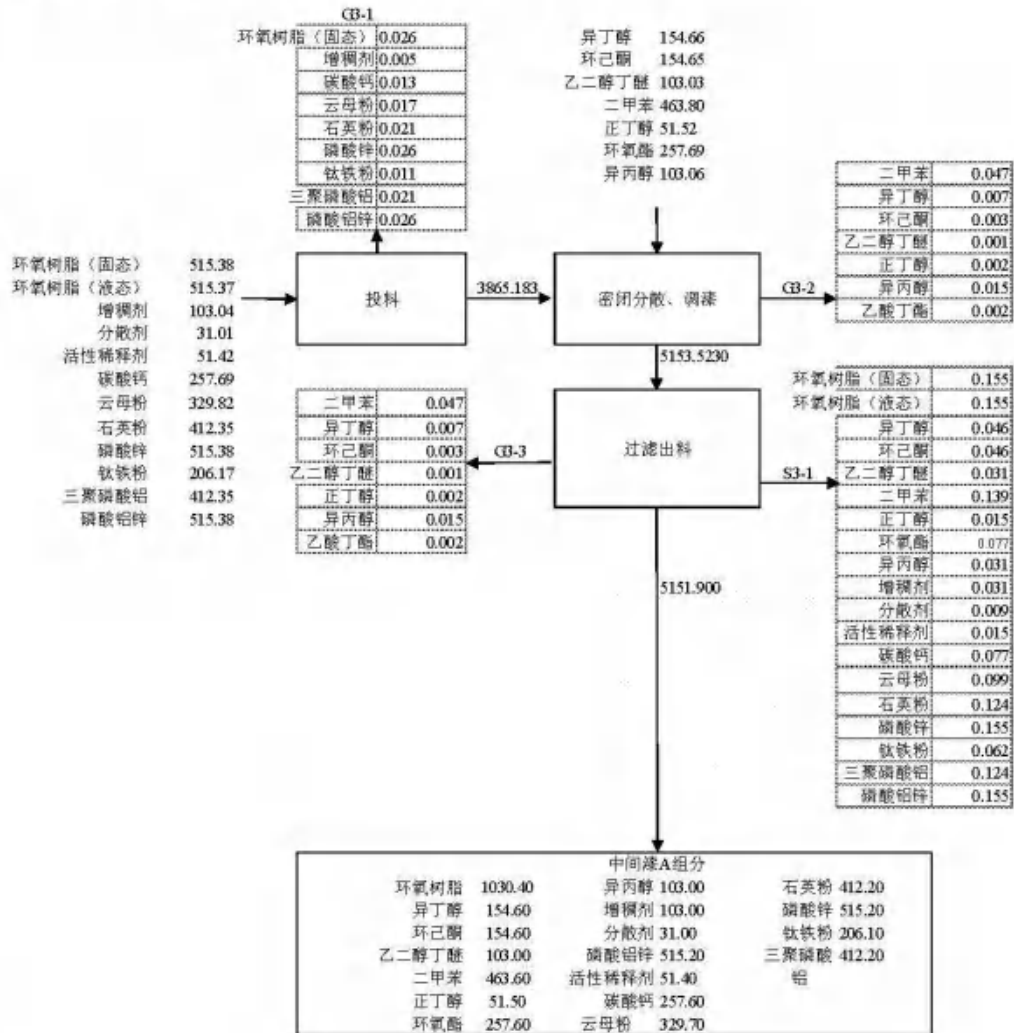 G3-1
环氧树脂（固态） 0.026
增稠剂 0.005
碳酸钙 0.013
云母粉 0.017
石英粉 0.021
磷酸锌 0.026
钛铁粉 0.011
三聚磷酸铝 0.021
磷酸铝锌 0.026
异丁醇 154.66
环己酮 154.65
乙二醇丁醚 103.03
二甲苯 463.80
正丁醇 51.52
环氧酯 257.69
异丙醇 103.06
环氧树脂（固态） 515.38
环氧树脂（液态） 515.37
增稠剂 103.04
分散剂 31.01
活性稀释剂 51.42
碳酸钙 257.69
云母粉 329.82
石英粉 412.35
磷酸锌 515.38
钛铁粉 206.17
三聚磷酸铝 412.35
磷酸铝锌 515.38
投料
3865.183
密闭分散、调漆
G3-2
二甲苯 0.047
异丁醇 0.007
环己酮 0.003
乙二醇丁醚 0.001
正丁醇 0.002
异丙醇 0.015
乙酸丁酯 0.002
5153.5230
二甲苯 0.047
异丁醇 0.007
环己酮 0.003
乙二醇丁醚 0.001
正丁醇 0.002
异丙醇 0.015
乙酸丁酯 0.002
G3-3
过滤出料
S3-1
环氧树脂（固态） 0.155
环氧树脂（液态） 0.155
异丁醇 0.046
环己酮 0.046
乙二醇丁醚 0.031
二甲苯 0.139
正丁醇 0.015
环氧酯 0.077
异丙醇 0.031
增稠剂 0.031
分散剂 0.009
活性稀释剂 0.015
碳酸钙 0.077
云母粉 0.099
石英粉 0.124
磷酸锌 0.155
钛铁粉 0.062
三聚磷酸铝 0.124
磷酸铝锌 0.155
5151.900
中间漆A组分
环氧树脂 1030.40 异丙醇 103.00 石英粉 412.20
异丁醇 154.60 增稠剂 103.00 磷酸锌 515.20
环己酮 154.60 分散剂 31.00 钛铁粉 206.10
乙二醇丁醚 103.00 磷酸铝锌 515.20 三聚磷酸 412.20
二甲苯 463.60 活性稀释剂 51.40 铝
正丁醇 51.50 碳酸钙 257.60
环氧酯 257.60 云母粉 329.70